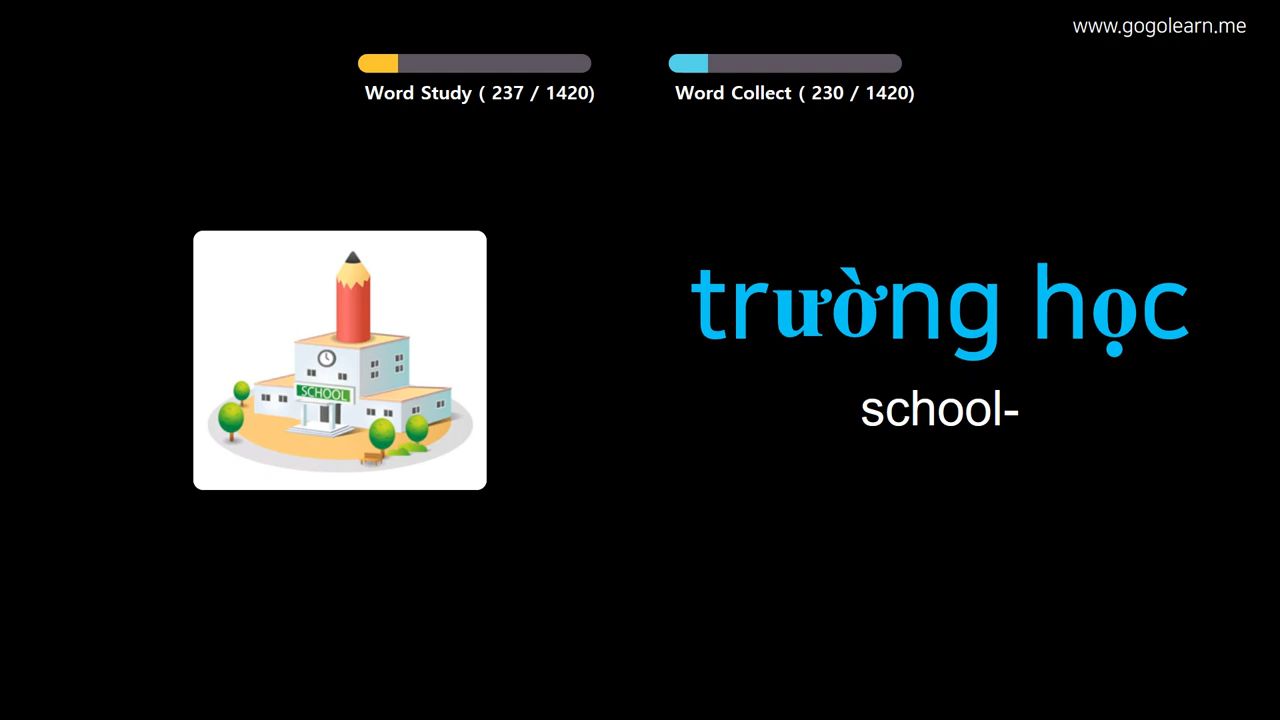 www.gogolearn.me
Word Study ( 237 / 1420)
Word Collect ( 230 / 1420)
SCHOOL
trường học
school-